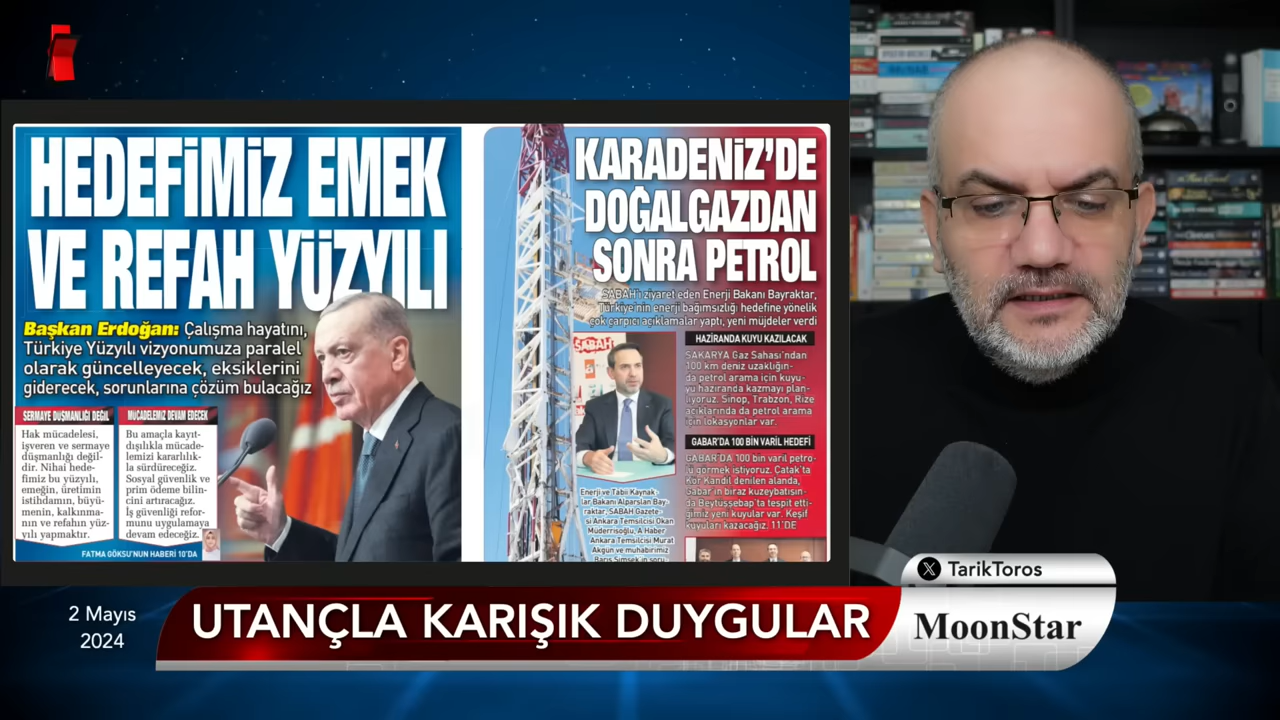 HEDEFİMİZ EMEK
VE REFAH YÜZYILI
Başkan Erdoğan: Çalışma hayatını,
Türkiye Yüzyılı vizyonumuza paralel
olarak güncelleyecek, eksiklerini
giderecek, sorunlarına çözüm bulacağız
SERMAYE DÜŞMANLIĞI DEĞİL
Hak mücadelesi,
işveren ve sermaye
düşmanlığı değil-
dir. Nihai hede-
fimiz bu yüzyılı,
emeğin, üretimin
istihdamın, büyü-
menin, kalkınma-
nın ve refahın yüz-
yılı yapmaktır.
MÜCADELEMİZ DEVAM EDECEK
Bu amaçla kayıt-
dışılıkla mücade-
lemizi kararlılık-
la sürdüreceğiz.
Sosyal güvenlik ve
prim ödeme bilin-
cini artıracağız.
İş güvenliği refor-
munu uygulamaya
devam edeceğiz.
FATMA GÖKSU'NUN HABERİ 10'DA
KARADENİZ'DE
DOĞALGAZDAN
SONRA PETROL
SABAH'ı ziyaret eden Enerji Bakanı Bayraktar,
Türkiye'nin enerji bağımsızlığı hedefine yönelik
çok çarpıcı açıklamalar yaptı, yeni müjdeler verdi
SABAH
HAZİRANDA KUYU KAZILACAK
SAKARYA Gaz Sahası'ndan
100 km deniz uzaklığın-
da petrol arama için kuyu-
yu haziranda kazmayı plan-
lıyoruz. Sinop, Trabzon, Rize
açıklarında da petrol arama
için lokasyonlar var.
GABAR'DA 100 BİN VARİL HEDEFİ
GABAR'DA 100 bin varil petro-
lü görmek istiyoruz. Çatak'ta
Kör Kandil denilen alanda,
Gabar'ın biraz kuzeybatısın-
da Beytüşşebap'ta tespit etti-
ğimiz yeni kuyular var. Keşif
kuyuları kazacağız. 11'DE
Enerji ve Tabii Kaynak-
lar Bakanı Alparslan Bay-
raktar, SABAH Gazete-
si Ankara Temsilcisi Okan
Müderrisoğlu, A Haber
Ankara Temsilcisi Murat
Akgün ve muhabirimiz
Barış Şimşek'in soru-
TarikToros
2 Mayıs
2024
UTANÇLA KARIŞIK DUYGULAR
MoonStar